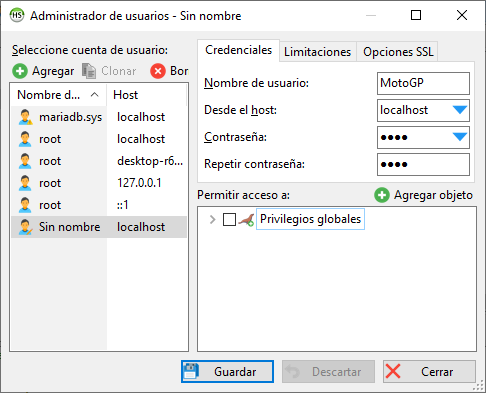 HS Administrador de usuarios - Sin nombre
Seleccione cuenta de usuario:
Agregar Clonar Bor
Nombre d... Host
mariadb.sys localhost
root localhost
root desktop-r6...
root 127.0.0.1
root ::1
Sin nombre localhost
Credenciales Limitaciones Opciones SSL
Nombre de usuario: MotoGP
Desde el host: localhost
Contraseña: ●●●●
Repetir contraseña: ●●●●
Permitir acceso a: Agregar objeto
Privilegios globales
Guardar Descartar Cerrar